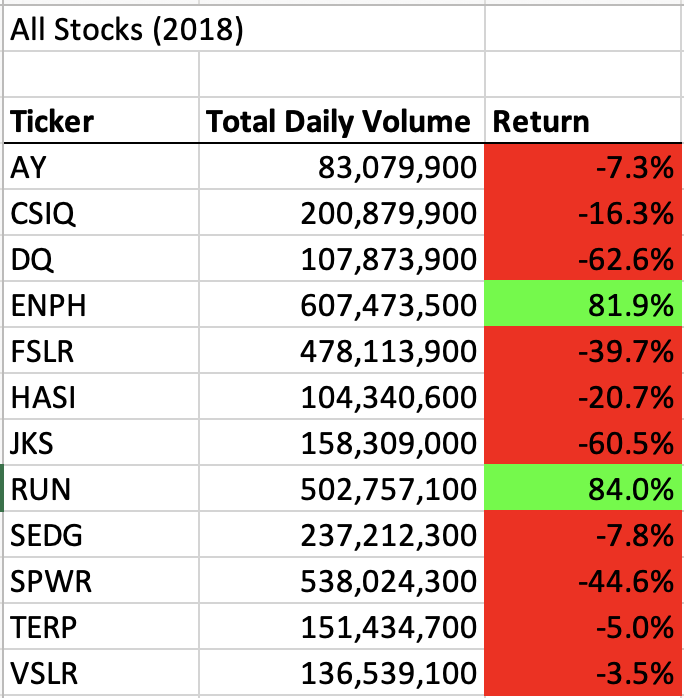 All Stocks (2018)
Ticker Total Daily Volume Return
AY 83,079,900 -7.3%
CSIQ 200,879,900 -16.3%
DQ 107,873,900 -62.6%
ENPH 607,473,500 81.9%
FSLR 478,113,900 -39.7%
HASI 104,340,600 -20.7%
JKS 158,309,000 -60.5%
RUN 502,757,100 84.0%
SEDG 237,212,300 -7.8%
SPWR 538,024,300 -44.6%
TERP 151,434,700 -5.0%
VSLR 136,539,100 -3.5%